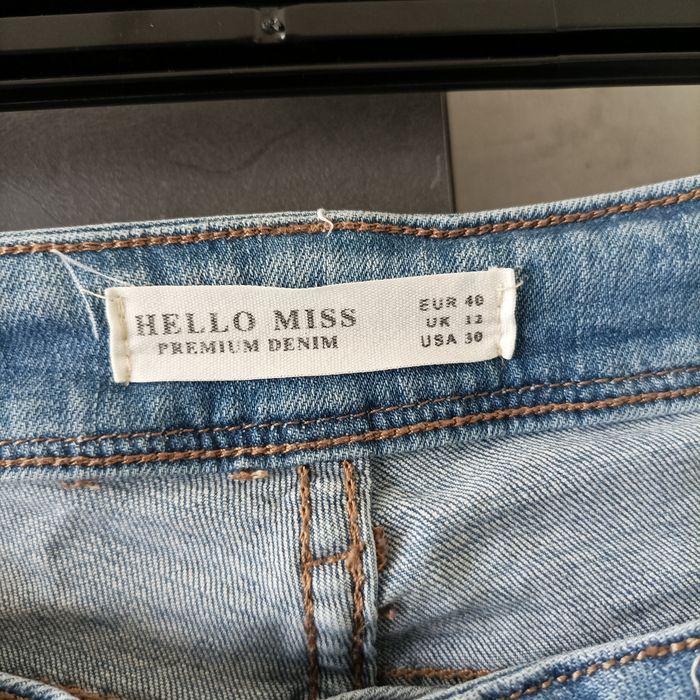 HELLO MISS
PREMIUM DENIM
EUR 40
UK 12
USA 30